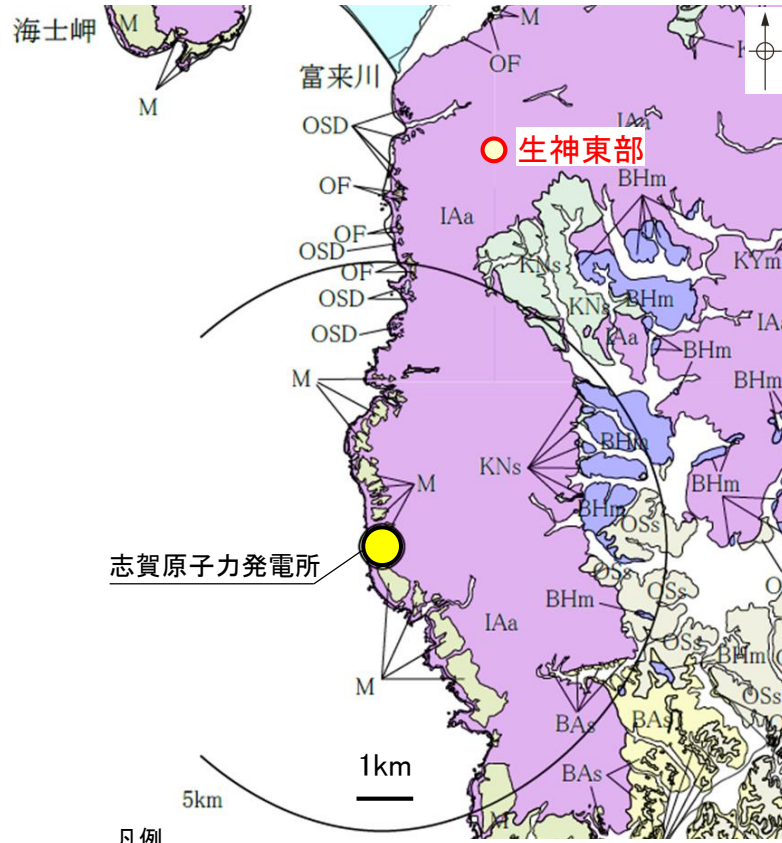 海士岬
M
M
M
OF
富来川
OSD
IAa
生神東部
BHm
OF
IAa
OF
OSD
KNs
KYm
OF
OSD
KNs
BHm
OSD
IAa
BHm
M
BHm
BHm
KNs
M
BHm
BHm
OSs
志賀原子力発電所
OSs
BHm
IAa
OSs
BHm
M
OSs
BAs
BAs
1km
BAs
5km
M
凡例